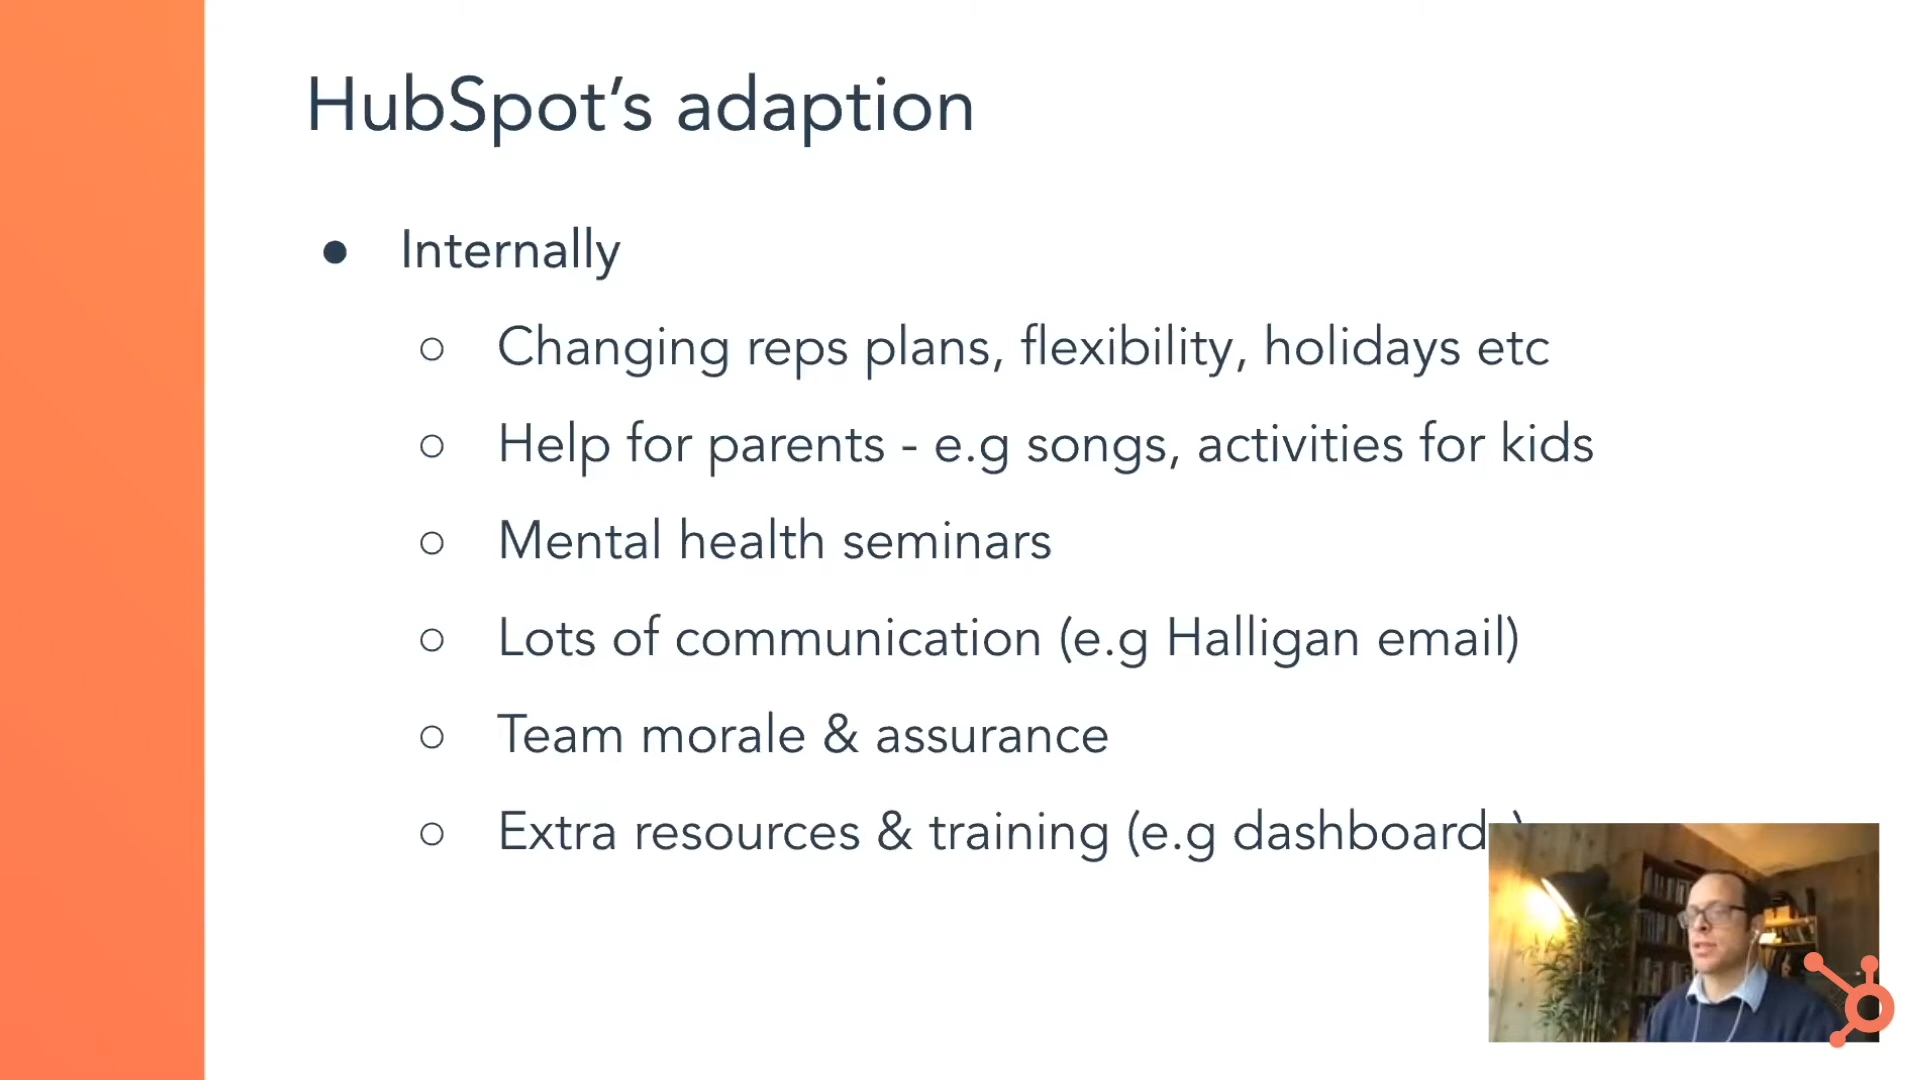 HubSpot’s adaption
● Internally
○ Changing reps plans, flexibility, holidays etc
○ Help for parents - e.g songs, activities for kids
○ Mental health seminars
○ Lots of communication (e.g Halligan email)
○ Team morale & assurance
○ Extra resources & training (e.g